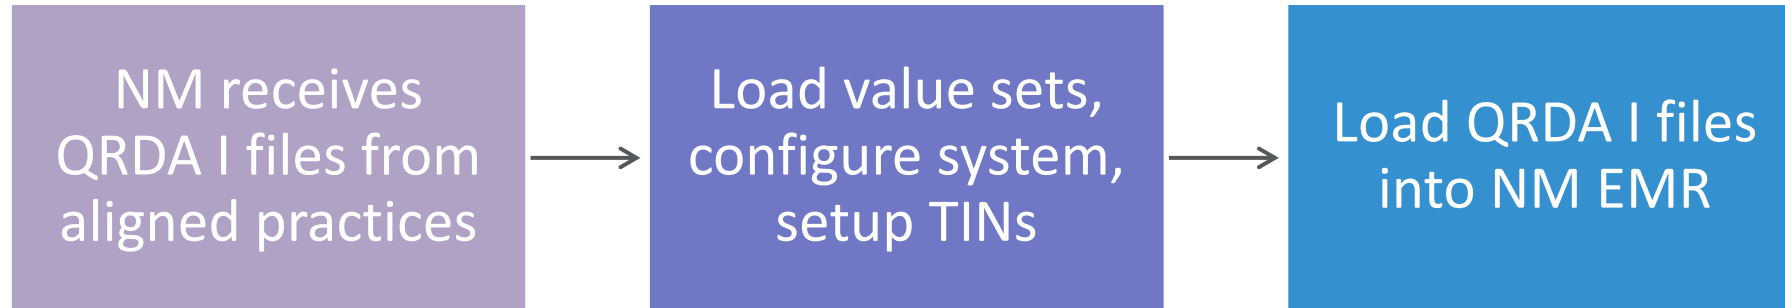 NM receives
QRDA I files from
aligned practices
Load value sets,
configure system,
setup TINs
Load QRDA I files
into NM EMR